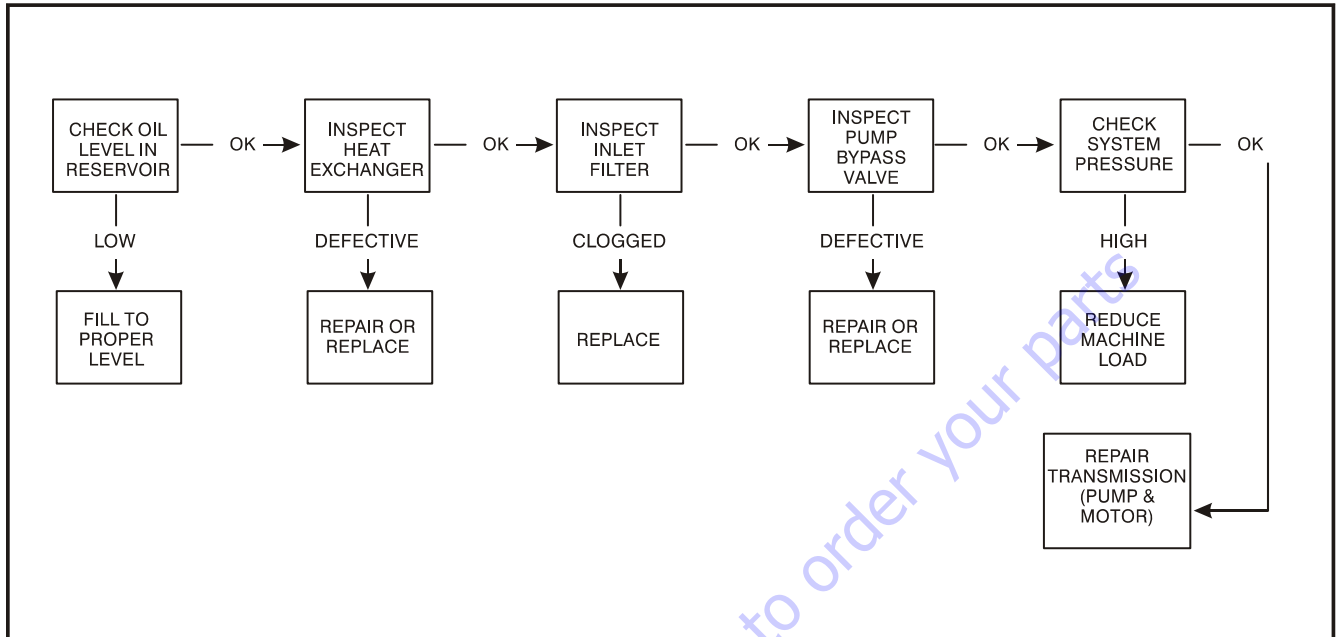 CHECK OIL
LEVEL IN
RESERVOIR
OK
INSPECT
HEAT
EXCHANGER
OK
INSPECT
INLET
FILTER
OK
INSPECT
PUMP
BYPASS
VALVE
OK
CHECK
SYSTEM
PRESSURE
OK
LOW
DEFECTIVE
CLOGGED
DEFECTIVE
HIGH
FILL TO
PROPER
LEVEL
REPAIR OR
REPLACE
REPLACE
REPAIR OR
REPLACE
REDUCE
MACHINE
LOAD
REPAIR
TRANSMISSION
(PUMP &
MOTOR)
to order your parts